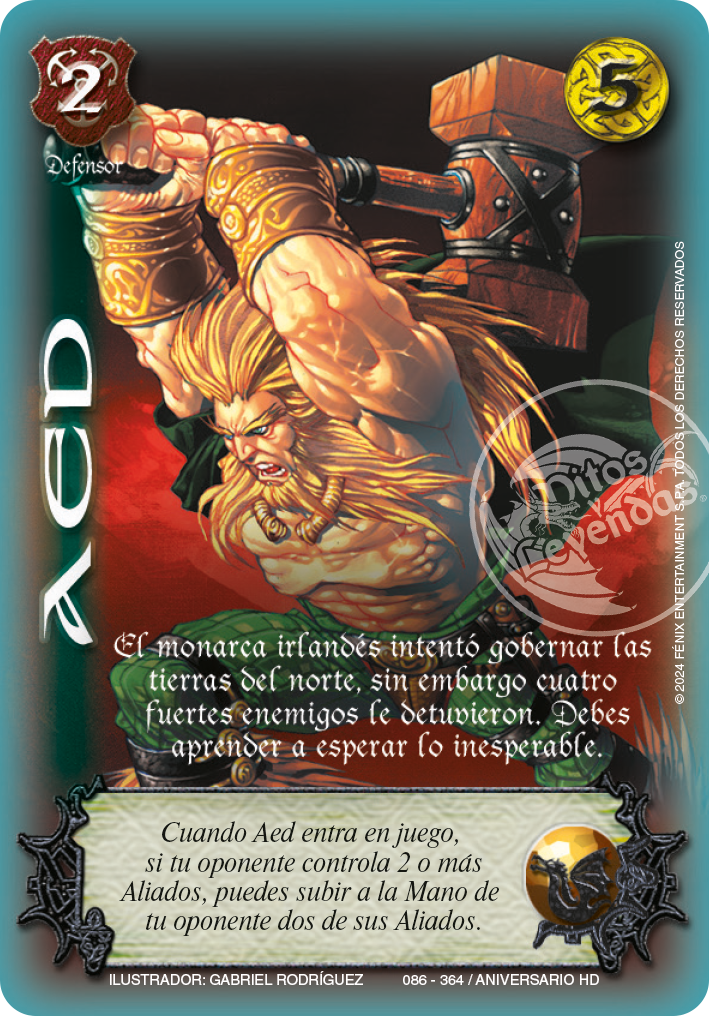 2
5
Defensor
AED
El monarca irlandés intentó gobernar las
tierras del norte, sin embargo cuatro
fuertes enemigos le detuvieron. Debes
aprender a esperar lo inesperable.
Cuando Aed entra en juego,
si tu oponente controla 2 o más
Aliados, puedes subir a la Mano de
tu oponente dos de sus Aliados.
ILUSTRADOR: GABRIEL RODRÍGUEZ 086 - 364 / ANIVERSARIO HD
©2024 FÉNIX ENTERTAINMENT S.PA. TODOS LOS DERECHOS RESERVADOS
Mitos
y
Leyendas
®